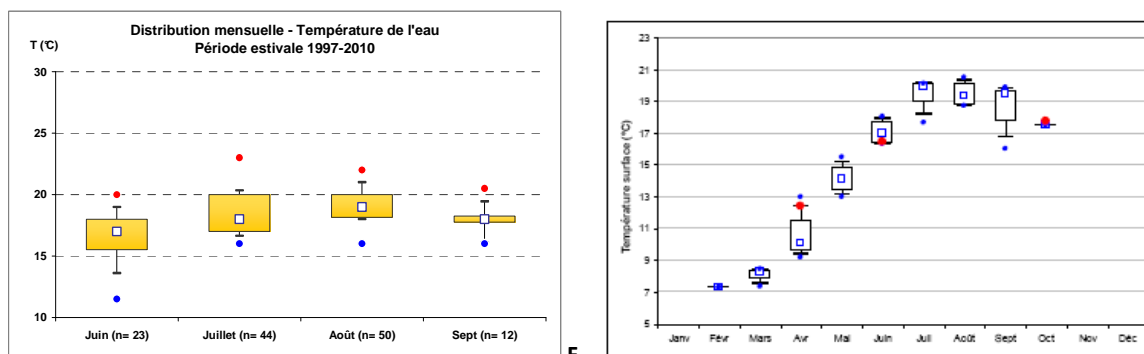 Distribution mensuelle - Température de l'eau
Période estivale 1997-2010
T (°C)
30
25
20
15
10
Juin (n= 23)
Juillet (n= 44)
Août (n= 50)
Sept (n= 12)
Température surface (°C)
23
21
19
17
15
13
11
9
7
5
Janv
Févr
Mars
Avr
Mai
Juin
Juil
Août
Sept
Oct
Nov
Déc